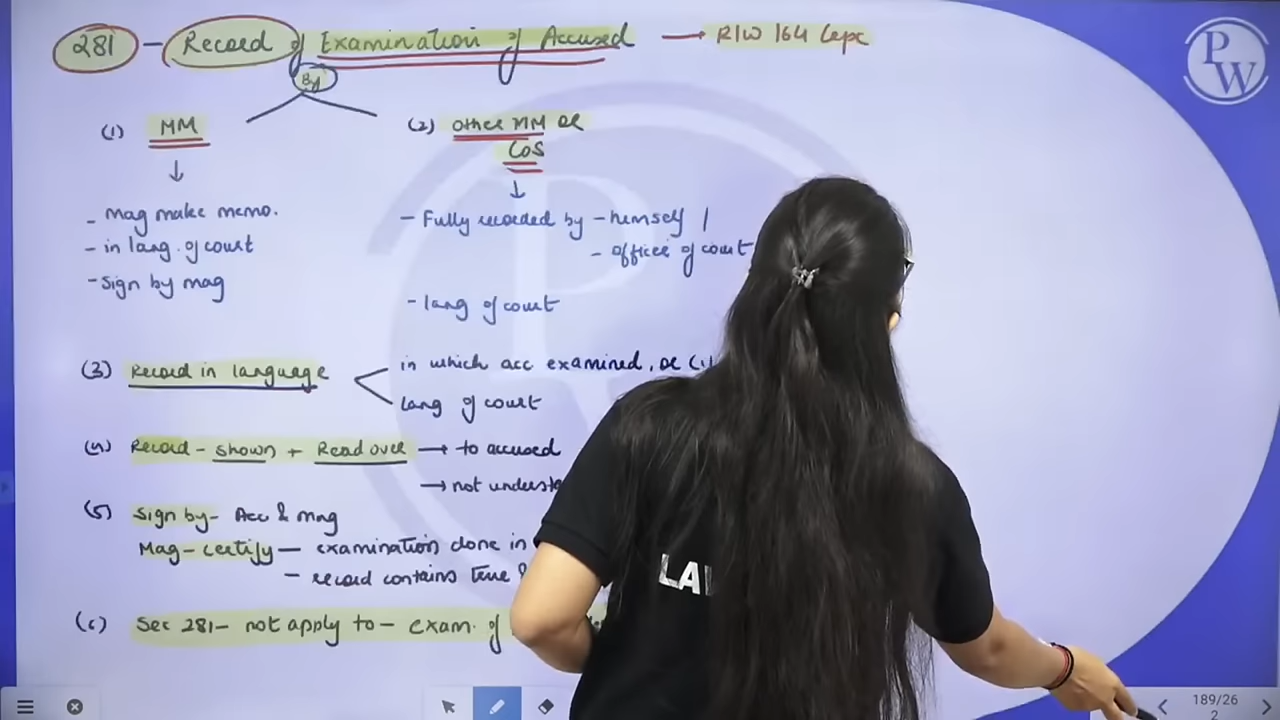 281 - Record of Examination of Accused → R/W 164 Crpc
PW
By
(1) MM
(2) Other MM or
COS
- Mag make memo.
- in lang. of court
- Sign by mag
- Fully recorded by - himself /
- officer of court
- lang of court
(3) Record in language
in which acc examined, or
lang of court
(4) Record - shown + Read over → to accused
→ not
(5) Sign by - Acc & mag
Mag - certify - examination done in
- record contains true
(6) Sec 281 - not apply to - exam. of
189/26
2